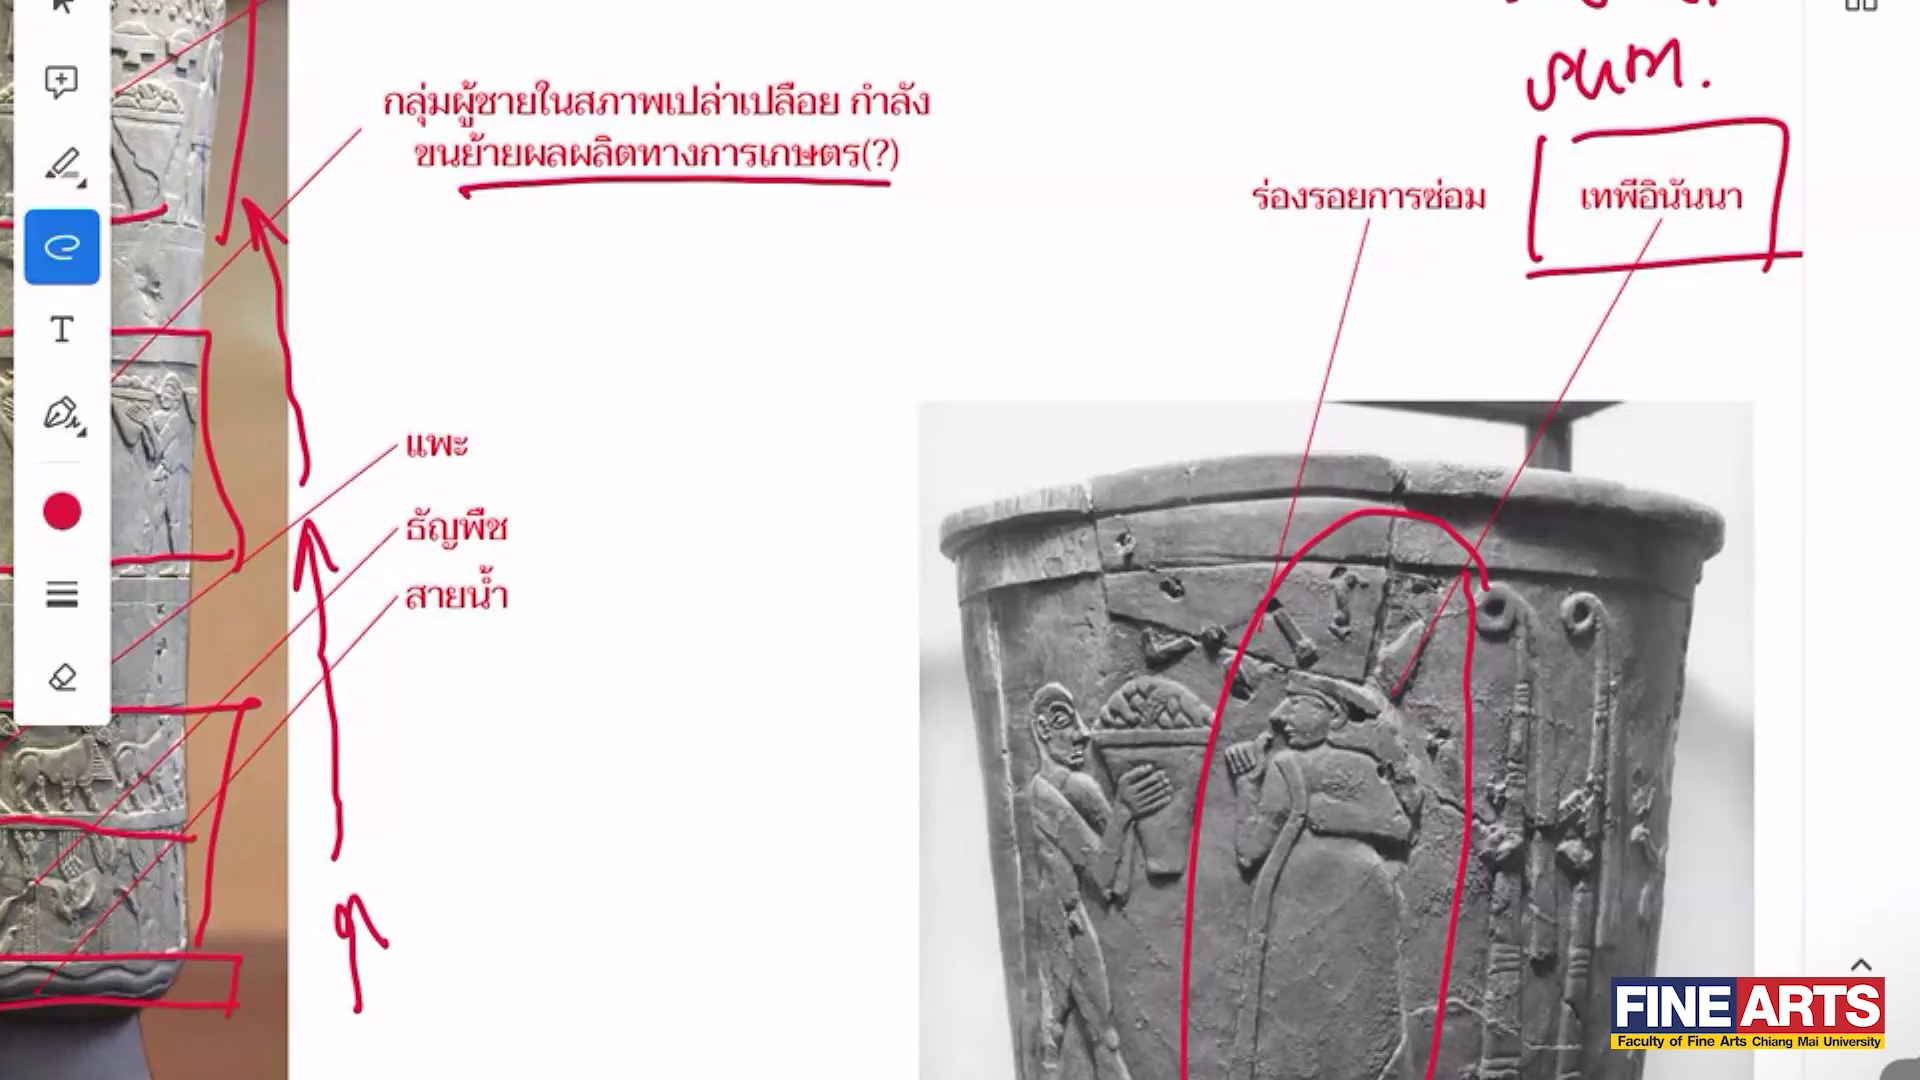 กลุ่มผู้ชายในสภาพเปล่าเปลือย กำลัง
ขนย้ายผลผลิตทางการเกษตร(?)
ร่องรอยการซ่อม
เทพีอินันนา
แพะ
ธัญพืช
สายน้ำ
FINE ARTS
Faculty of Fine Arts Chiang Mai University